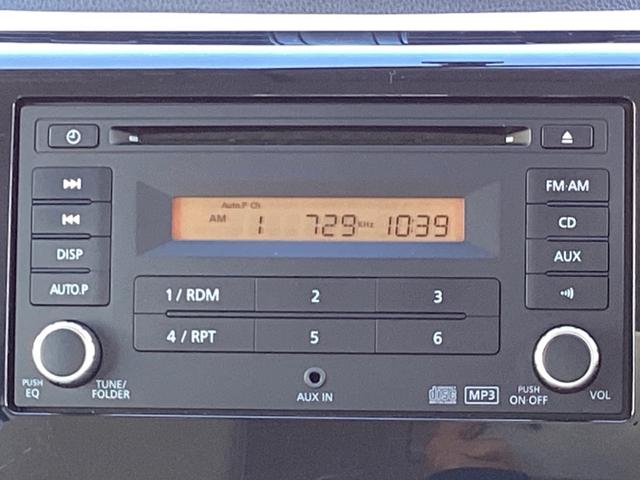 FM·AM
Auto.P Ch
AM 1 729 KHz 10:39
CD
DISP
AUX
AUTO.P
1 / RDM 2 3
4 / RPT 5 6
PUSH EQ
TUNE/FOLDER
AUX IN
disc
MP3
PUSH ON·OFF
VOL